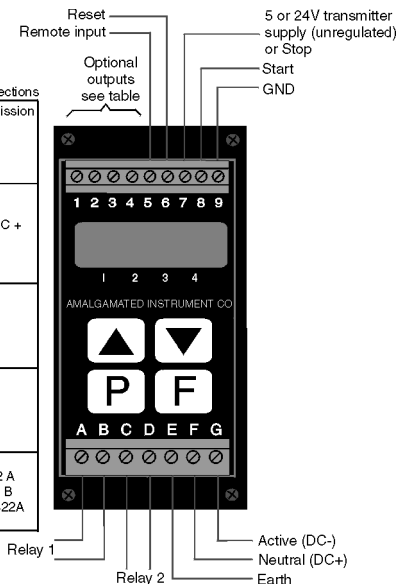 Reset
Remote input
5 or 24V transmitter
supply (unregulated)
or Stop
Start
GND
Optional
outputs
see table
ections
ission
C +
2 A
B
22A
1 2 3 4 5 6 7 8 9
1 2 3 4
AMALGAMATED INSTRUMENT CO
P F
A B C D E F G
Relay 1
Relay 2
Active (DC-)
Neutral (DC+)
Earth